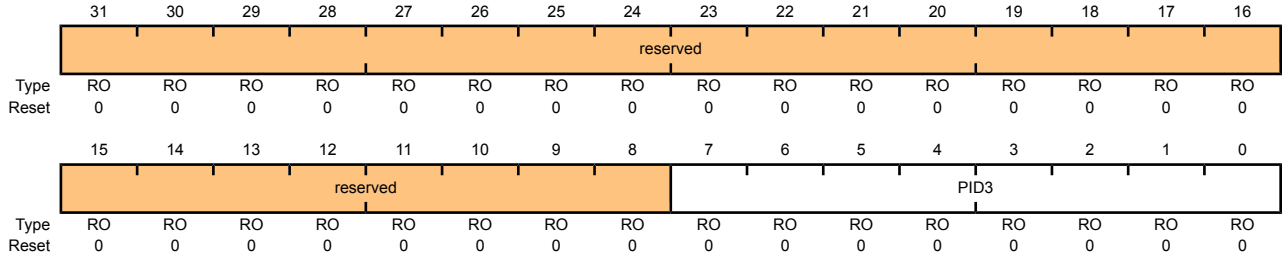 31 30 29 28 27 26 25 24 23 22 21 20 19 18 17 16
reserved
Type RO RO RO RO RO RO RO RO RO RO RO RO RO RO RO RO
Reset 0 0 0 0 0 0 0 0 0 0 0 0 0 0 0 0
15 14 13 12 11 10 9 8 7 6 5 4 3 2 1 0
reserved PID3
Type RO RO RO RO RO RO RO RO RO RO RO RO RO RO RO RO
Reset 0 0 0 0 0 0 0 0 0 0 0 0 0 0 0 0